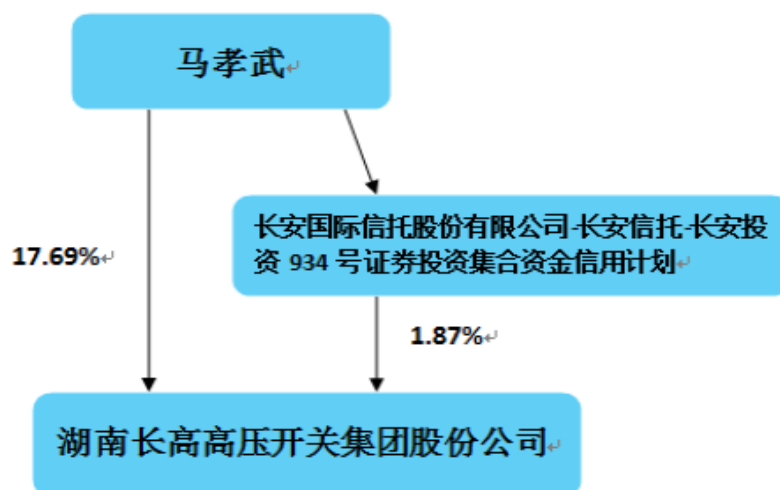 马孝武
长安国际信托股份有限公司-长安信托-长安投
资 934 号证券投资集合资金信用计划
17.69%
1.87%
湖南长高高压开关集团股份公司